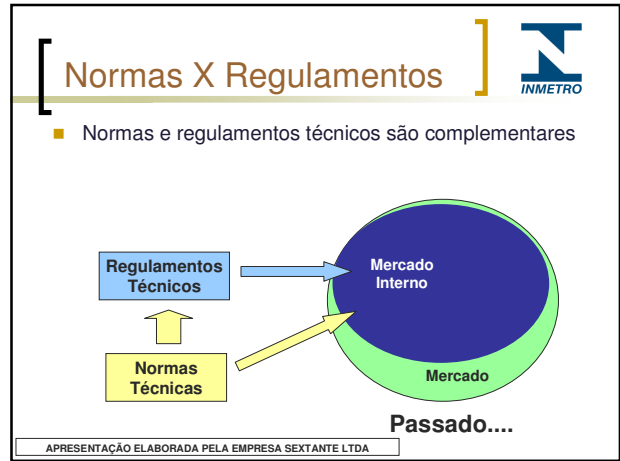 Normas X Regulamentos
INMETRO
Normas e regulamentos técnicos são complementares
Regulamentos
Técnicos
Mercado
Interno
Normas
Técnicas
Mercado
Passado....
APRESENTAÇÃO ELABORADA PELA EMPRESA SEXTANTE LTDA